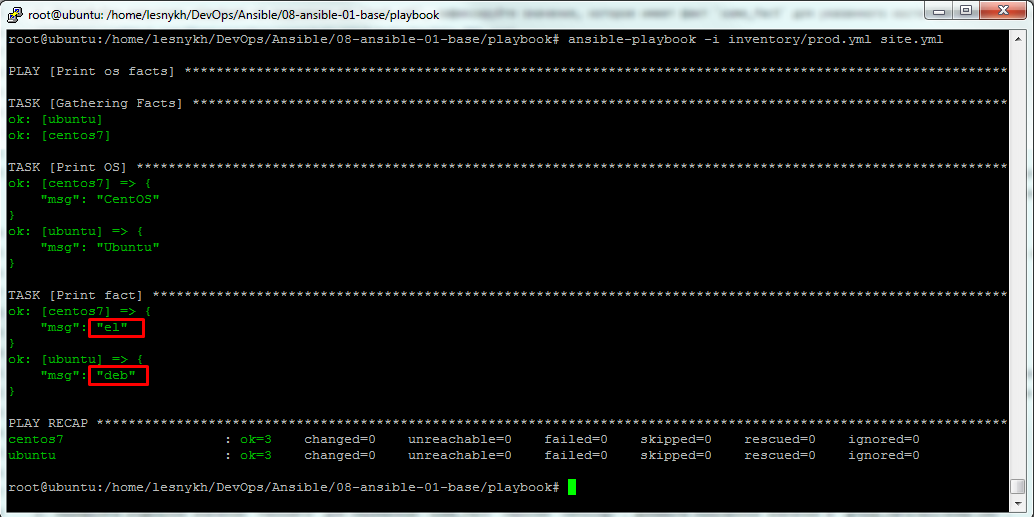 root@ubuntu: /home/lesnykh/DevOps/Ansible/08-ansible-01-base/playbook
root@ubuntu:/home/lesnykh/DevOps/Ansible/08-ansible-01-base/playbook# ansible-playbook -i inventory/prod.yml site.yml
PLAY [Print os facts] ******************************************************************************************************
TASK [Gathering Facts] *****************************************************************************************************
ok: [ubuntu]
ok: [centos7]
TASK [Print OS] ************************************************************************************************************
ok: [centos7] => {
    "msg": "CentOS"
}
ok: [ubuntu] => {
    "msg": "Ubuntu"
}
TASK [Print fact] **********************************************************************************************************
ok: [centos7] => {
    "msg": "el"
}
ok: [ubuntu] => {
    "msg": "deb"
}
PLAY RECAP *****************************************************************************************************************
centos7                    : ok=3    changed=0    unreachable=0    failed=0    skipped=0    rescued=0    ignored=0
ubuntu                     : ok=3    changed=0    unreachable=0    failed=0    skipped=0    rescued=0    ignored=0
root@ubuntu:/home/lesnykh/DevOps/Ansible/08-ansible-01-base/playbook#